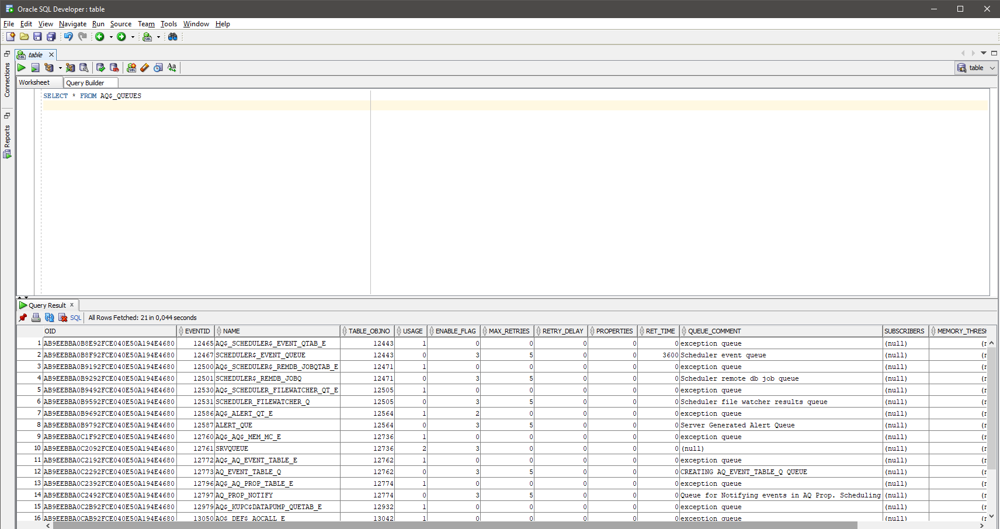 Oracle SQL Developer : table
File Edit View Navigate Run Source Team Tools Window Help
Connections
Reports
table
table
Worksheet Query Builder
SELECT * FROM AQ$_QUEUES
Query Result
SQL All Rows Fetched: 21 in 0,044 seconds
OID EVENTID NAME TABLE_OBJNO USAGE ENABLE_FLAG MAX_RETRIES RETRY_DELAY PROPERTIES RET_TIME QUEUE_COMMENT SUBSCRIBERS MEMORY_THRESH
1 AB9EEBBA0B8E92FCE040E50A194E4680 12465 AQ$_SCHEDULER$_EVENT_QTAB_E 12443 1 0 0 0 0 0 exception queue (null) (n
2 AB9EEBBA0B8F92FCE040E50A194E4680 12467 SCHEDULER$_EVENT_QUEUE 12443 0 3 5 0 0 3600 Scheduler event queue (null) (n
3 AB9EEBBA0B9192FCE040E50A194E4680 12500 AQ$_SCHEDULER$_REMDB_JOBQTAB_E 12471 1 0 0 0 0 0 exception queue (null) (n
4 AB9EEBBA0B9292FCE040E50A194E4680 12501 SCHEDULER$_REMDB_JOBQ 12471 0 3 5 0 0 0 Scheduler remote db job queue (null) (n
5 AB9EEBBA0B9492FCE040E50A194E4680 12530 AQ$_SCHEDULER_FILEWATCHER_QT_E 12505 1 0 0 0 0 0 exception queue (null) (n
6 AB9EEBBA0B9592FCE040E50A194E4680 12531 SCHEDULER_FILEWATCHER_Q 12505 0 3 5 0 0 0 Scheduler file watcher results queue (null) (n
7 AB9EEBBA0B9692FCE040E50A194E4680 12586 AQ$_ALERT_QT_E 12564 1 2 0 0 0 0 exception queue (null) (n
8 AB9EEBBA0B9792FCE040E50A194E4680 12587 ALERT_QUE 12564 0 3 5 0 0 0 Server Generated Alert Queue (null) (n
9 AB9EEBBA0C1F92FCE040E50A194E4680 12760 AQ$_AQ$_MEM_MC_E 12736 1 0 0 0 0 0 exception queue (null) (n
10 AB9EEBBA0C2092FCE040E50A194E4680 12761 SRVQUEUE 12736 2 3 0 0 0 0 (null) (null) (n
11 AB9EEBBA0C2192FCE040E50A194E4680 12772 AQ$_AQ_EVENT_TABLE_E 12762 1 0 0 0 0 0 exception queue (null) (n
12 AB9EEBBA0C2292FCE040E50A194E4680 12773 AQ_EVENT_TABLE_Q 12762 0 3 5 0 0 0 CREATING AQ_EVENT_TABLE_Q QUEUE (null) (n
13 AB9EEBBA0C2392FCE040E50A194E4680 12796 AQ$_AQ_PROP_TABLE_E 12774 1 0 0 0 0 0 exception queue (null) (n
14 AB9EEBBA0C2492FCE040E50A194E4680 12797 AQ_PROP_NOTIFY 12774 0 3 5 0 0 0 Queue for Notifying events in AQ Prop. Scheduling (null) (n
15 AB9EEBBA0C2B92FCE040E50A194E4680 12979 AQ$_KUPC$DATAPUMP_QUETAB_E 12932 1 0 0 0 0 0 exception queue (null) (n
16 AB9EEBBA0CAB92FCE040E50A194E4680 13050 AQ$_DEF$_AQCALL_E 13042 1 0 0 0 0 0 exception queue (null) (n